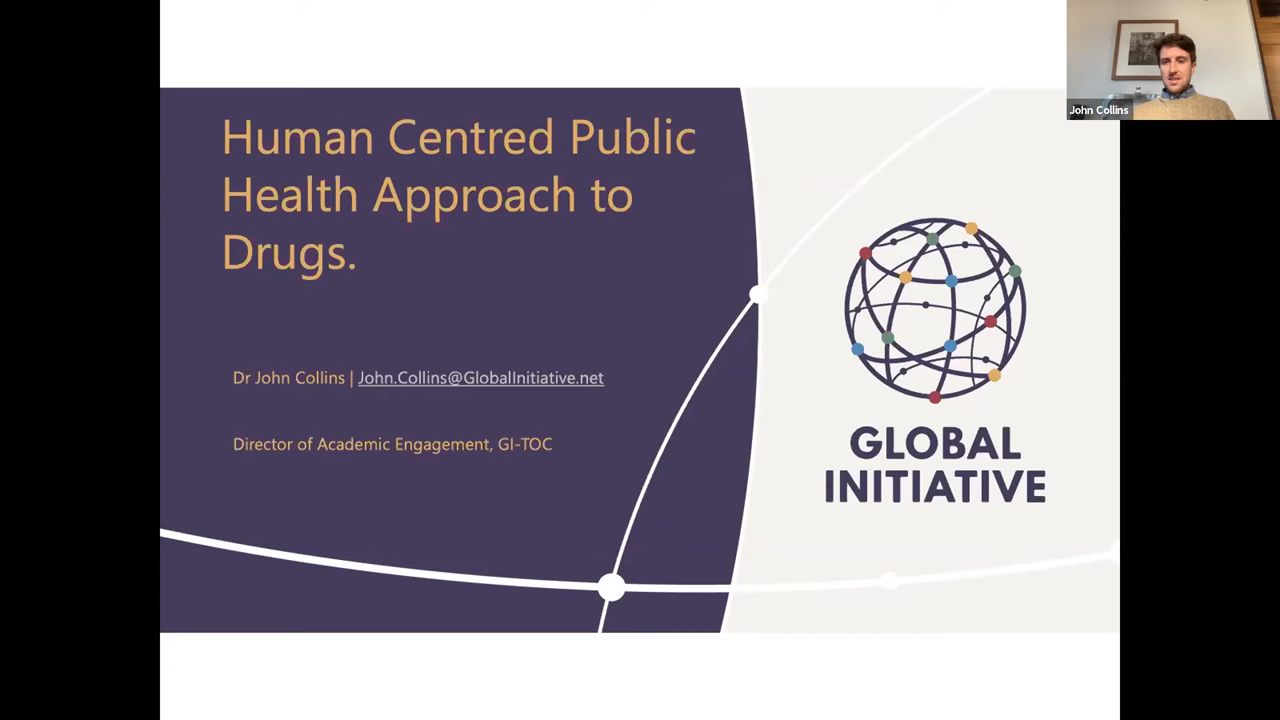 Human Centred Public
Health Approach to
Drugs.
Dr John Collins | John.Collins@GlobalInitiative.net
Director of Academic Engagement, GI-TOC
GLOBAL
INITIATIVE
John Collins